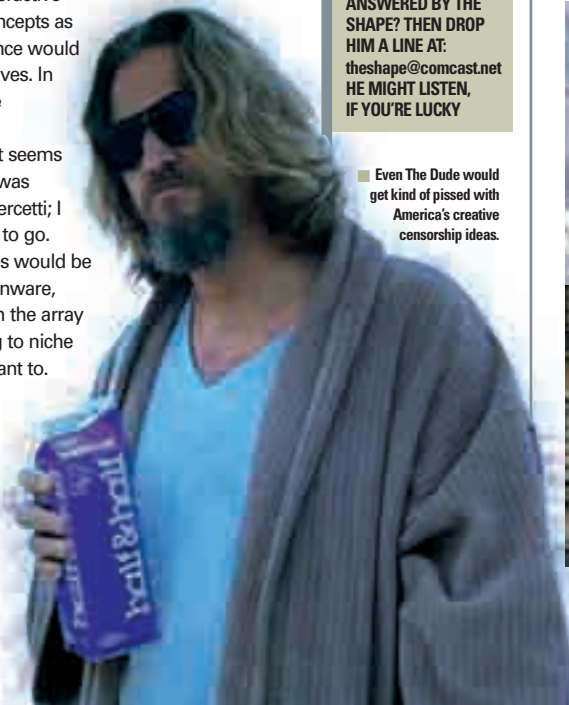 ncepts as
nce would
ves. In
t seems
was
ercetti; I
to go.
s would be
nware,
n the array
g to niche
ant to.
ANSWERED BY THE
SHAPE? THEN DROP
HIM A LINE AT:
theshape@comcast.net
HE MIGHT LISTEN,
IF YOU'RE LUCKY
Even The Dude would
get kind of pissed with
America's creative
censorship ideas.
half&half